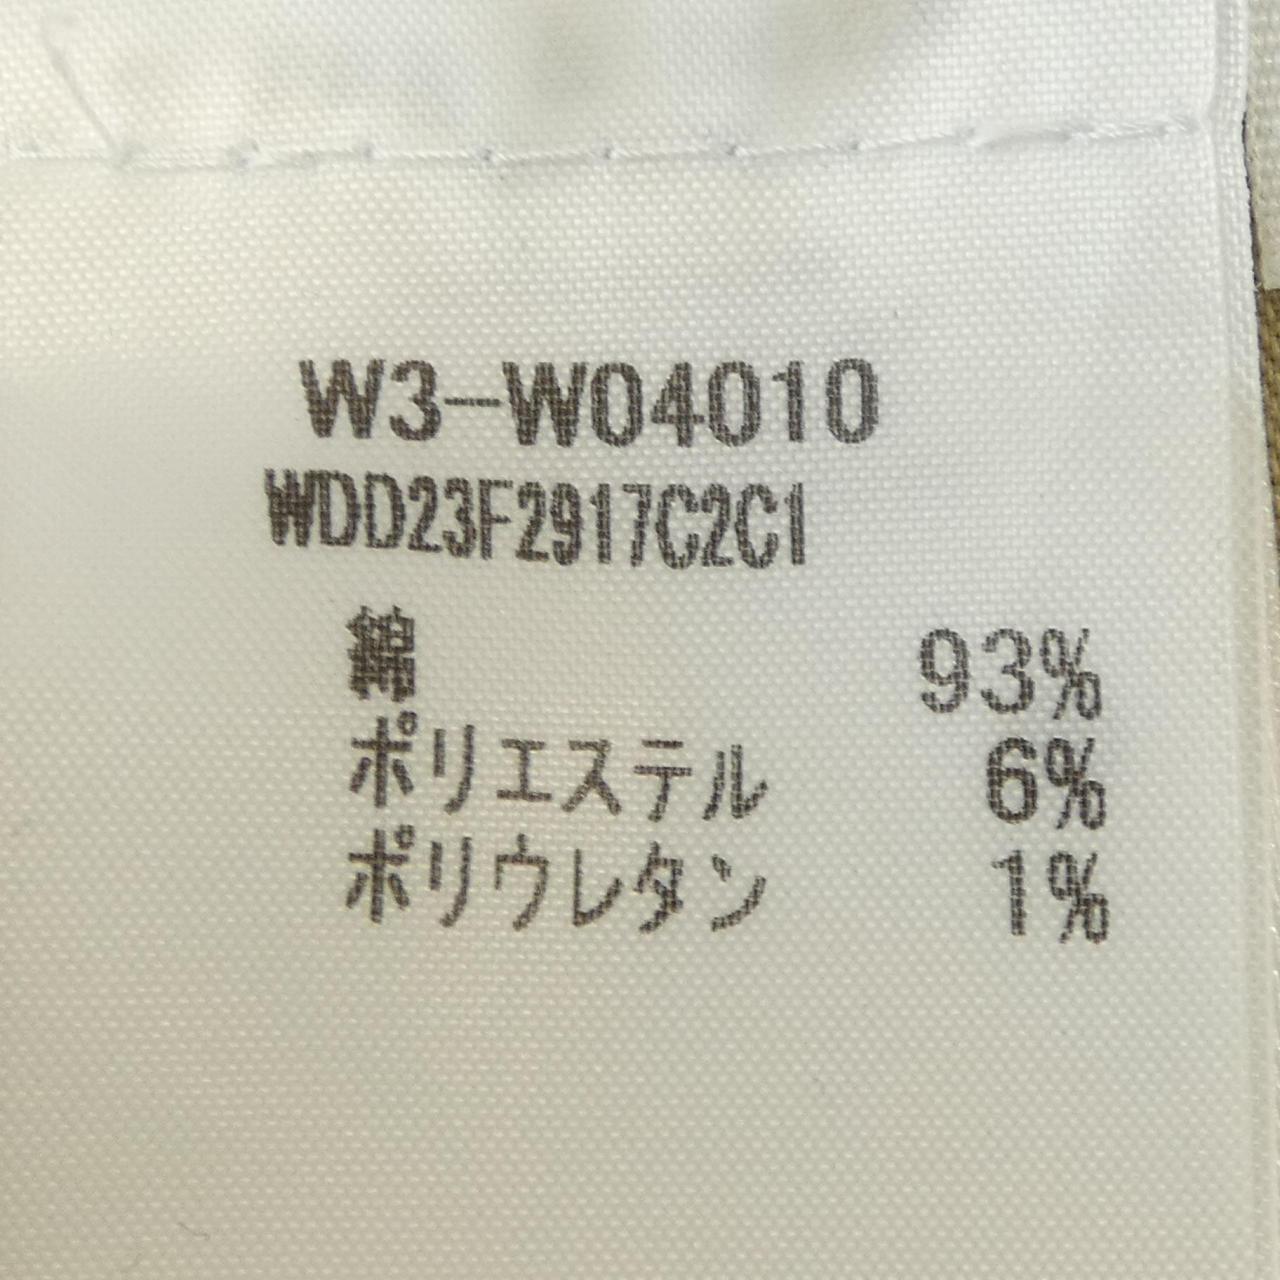 W3-W04010
WDD23F2917C2C1
綿 93%
ポリエステル 6%
ポリウレタン 1%